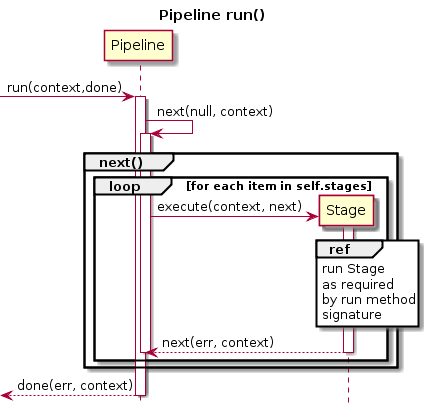 Pipeline run()
Pipeline
run(context,done)
next(null, context)
next()
loop [for each item in self.stages]
execute(context, next)
Stage
ref
run Stage
as required
by run method
signature
next(err, context)
done(err, context)